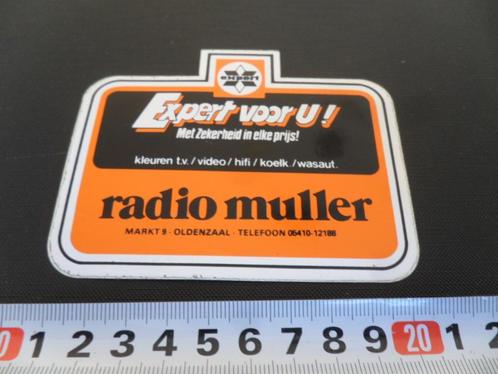 expert
Expert voor U!
Met Zekerheid in elke prijs!
kleuren t.v. / video / hifi / koelk. / wasaut.
radio muller
MARKT 9 - OLDENZAAL - TELEFOON 05410-12188
0 1 2 3 4 5 6 7 8 9 20 1 2